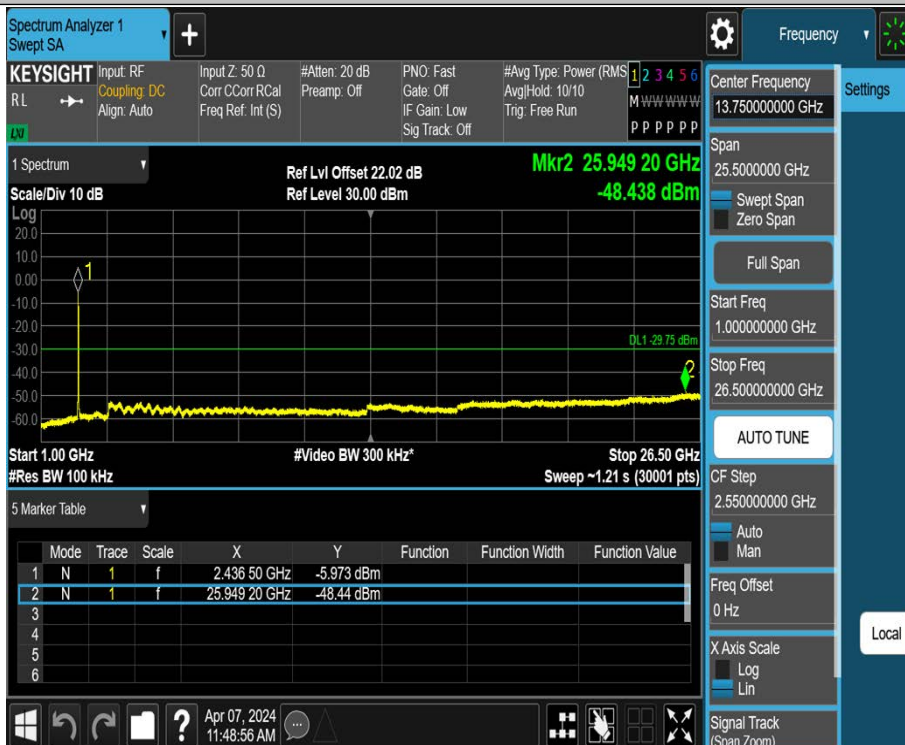 Spectrum Analyzer 1
Swept SA
Frequency
KEYSIGHT
RL
LXI
Input: RF
Coupling: DC
Align: Auto
Input Z: 50 Ω
Corr CCorr RCal
Freq Ref: Int (S)
#Atten: 20 dB
Preamp: Off
PNO: Fast
Gate: Off
IF Gain: Low
Sig Track: Off
#Avg Type: Power (RMS
Avg|Hold: 10/10
Trig: Free Run
1 2 3 4 5 6
M W W W W W
P P P P P P
1 Spectrum
Scale/Div 10 dB
Ref Lvl Offset 22.02 dB
Ref Level 30.00 dBm
Mkr2 25.949 20 GHz
-48.438 dBm
Log
20.0
10.0
0.00
-10.0
-20.0
-30.0
-40.0
-50.0
-60.0
1
DL1 -29.75 dBm
2
Start 1.00 GHz
#Video BW 300 kHz*
Stop 26.50 GHz
#Res BW 100 kHz
Sweep ~1.21 s (30001 pts)
5 Marker Table
Mode Trace Scale X Y Function Function Width Function Value
1 N 1 f 2.436 50 GHz -5.973 dBm
2 N 1 f 25.949 20 GHz -48.44 dBm
3
4
5
6
?
Apr 07, 2024
11:48:56 AM
Center Frequency
13.750000000 GHz
Settings
Span
25.5000000 GHz
Swept Span
Zero Span
Full Span
Start Freq
1.000000000 GHz
Stop Freq
26.500000000 GHz
AUTO TUNE
CF Step
2.550000000 GHz
Auto
Man
Freq Offset
0 Hz
Local
X Axis Scale
Log
Lin
Signal Track
(Span Zoom)